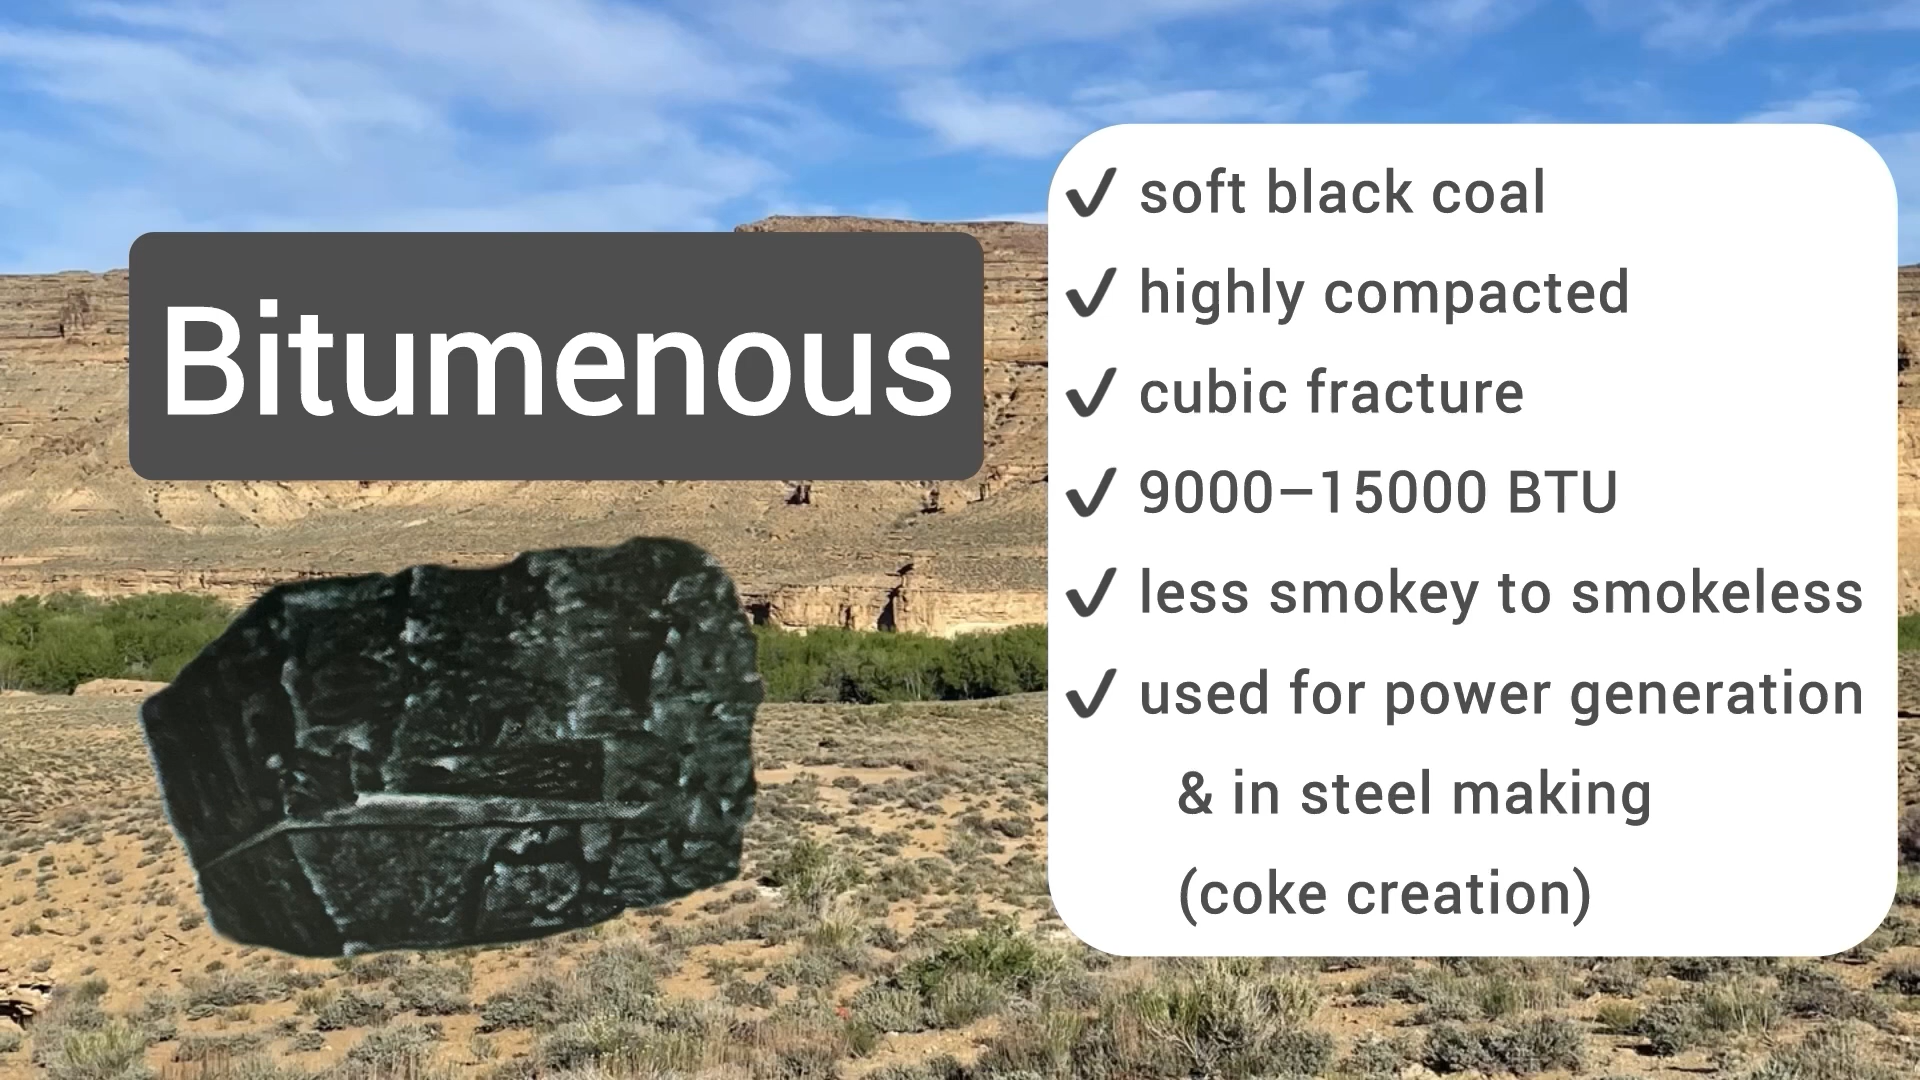 Bitumenous
✔ soft black coal
✔ highly compacted
✔ cubic fracture
✔ 9000–15000 BTU
✔ less smokey to smokeless
✔ used for power generation
& in steel making
(coke creation)